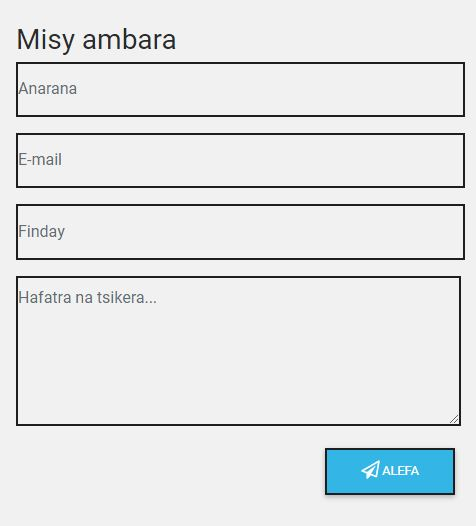 Misy ambara
Anarana
E-mail
Finday
Hafatra na tsikera...
ALEFA